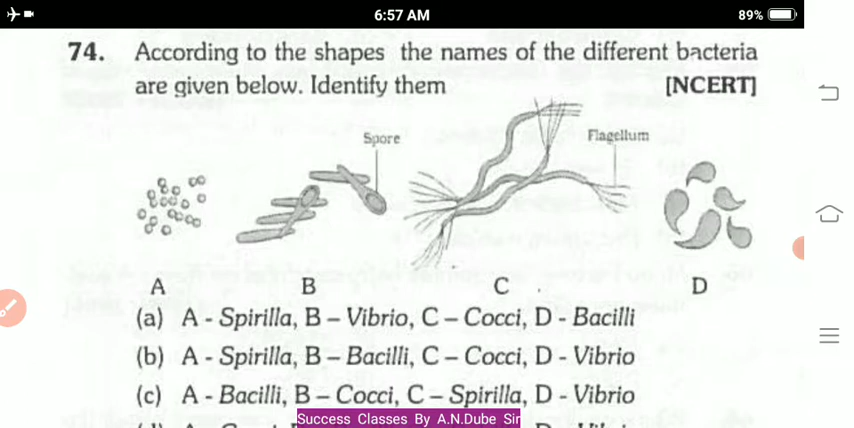 6:57 AM
89%
74. According to the shapes the names of the different bacteria
are given below. Identify them [NCERT]
Spore
Flagellum
A B C D
(a) A - Spirilla, B – Vibrio, C – Cocci, D - Bacilli
(b) A - Spirilla, B – Bacilli, C – Cocci, D - Vibrio
(c) A - Bacilli, B – Cocci, C – Spirilla, D - Vibrio
Success Classes By A.N.Dube Sir